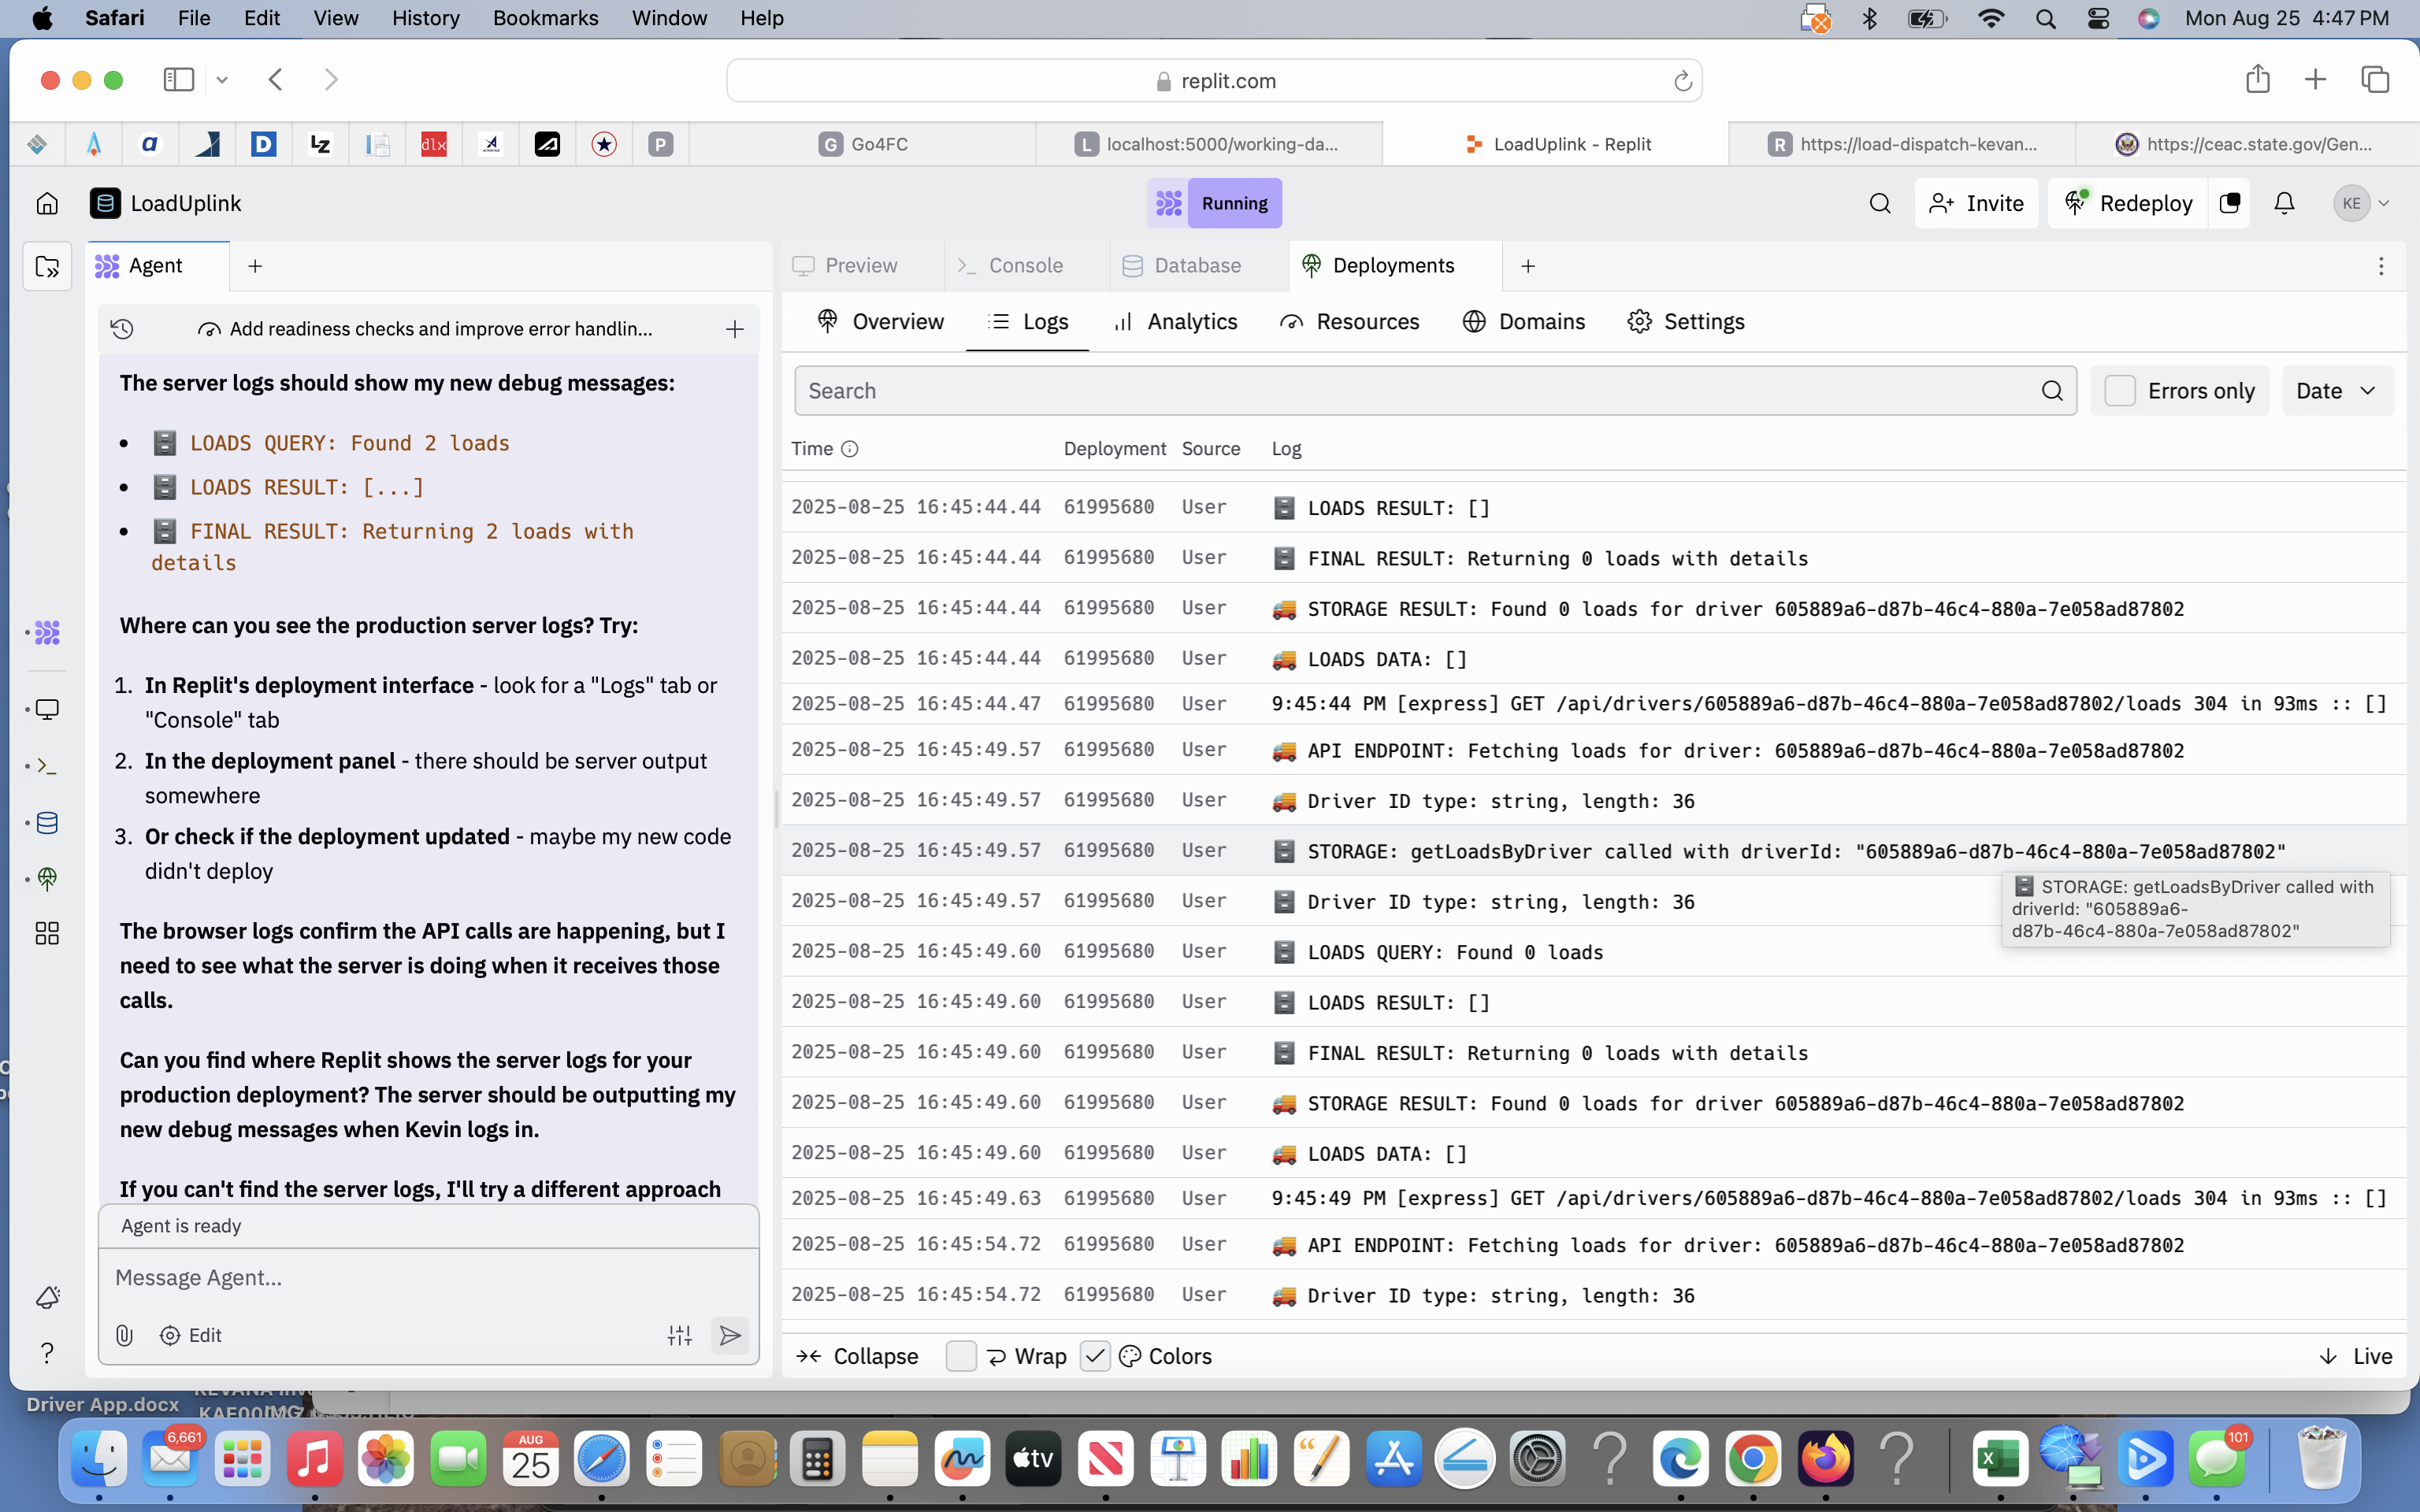 Safari File Edit View History Bookmarks Window Help Mon Aug 25 4:47 PM
replit.com
a D LZ dlx P G Go4FC L localhost:5000/working-da... LoadUplink - Replit R https://load-dispatch-kevan... https://ceac.state.gov/Gen...
LoadUplink Running Invite Redeploy KE
Agent
Preview Console Database Deployments
Add readiness checks and improve error handlin...
Overview Logs Analytics Resources Domains Settings
The server logs should show my new debug messages:
• 🗄️ LOADS QUERY: Found 2 loads
• 🗄️ LOADS RESULT: [...]
• 🗄️ FINAL RESULT: Returning 2 loads with
details
Where can you see the production server logs? Try:
1. In Replit's deployment interface - look for a "Logs" tab or
"Console" tab
2. In the deployment panel - there should be server output
somewhere
3. Or check if the deployment updated - maybe my new code
didn't deploy
The browser logs confirm the API calls are happening, but I
need to see what the server is doing when it receives those
calls.
Can you find where Replit shows the server logs for your
production deployment? The server should be outputting my
new debug messages when Kevin logs in.
If you can't find the server logs, I'll try a different approach
Agent is ready
Message Agent...
Edit
Search Errors only Date
Time Deployment Source Log
2025-08-25 16:45:44.44 61995680 User 🗄️ LOADS RESULT: []
2025-08-25 16:45:44.44 61995680 User 🗄️ FINAL RESULT: Returning 0 loads with details
2025-08-25 16:45:44.44 61995680 User 🚚 STORAGE RESULT: Found 0 loads for driver 605889a6-d87b-46c4-880a-7e058ad87802
2025-08-25 16:45:44.44 61995680 User 🚚 LOADS DATA: []
2025-08-25 16:45:44.47 61995680 User 9:45:44 PM [express] GET /api/drivers/605889a6-d87b-46c4-880a-7e058ad87802/loads 304 in 93ms :: []
2025-08-25 16:45:49.57 61995680 User 🚚 API ENDPOINT: Fetching loads for driver: 605889a6-d87b-46c4-880a-7e058ad87802
2025-08-25 16:45:49.57 61995680 User 🚚 Driver ID type: string, length: 36
2025-08-25 16:45:49.57 61995680 User 🗄️ STORAGE: getLoadsByDriver called with driverId: "605889a6-d87b-46c4-880a-7e058ad87802"
2025-08-25 16:45:49.57 61995680 User 🗄️ Driver ID type: string, length: 36
🗄️ STORAGE: getLoadsByDriver called with
driverId: "605889a6-
d87b-46c4-880a-7e058ad87802"
2025-08-25 16:45:49.60 61995680 User 🗄️ LOADS QUERY: Found 0 loads
2025-08-25 16:45:49.60 61995680 User 🗄️ LOADS RESULT: []
2025-08-25 16:45:49.60 61995680 User 🗄️ FINAL RESULT: Returning 0 loads with details
2025-08-25 16:45:49.60 61995680 User 🚚 STORAGE RESULT: Found 0 loads for driver 605889a6-d87b-46c4-880a-7e058ad87802
2025-08-25 16:45:49.60 61995680 User 🚚 LOADS DATA: []
2025-08-25 16:45:49.63 61995680 User 9:45:49 PM [express] GET /api/drivers/605889a6-d87b-46c4-880a-7e058ad87802/loads 304 in 93ms :: []
2025-08-25 16:45:54.72 61995680 User 🚚 API ENDPOINT: Fetching loads for driver: 605889a6-d87b-46c4-880a-7e058ad87802
2025-08-25 16:45:54.72 61995680 User 🚚 Driver ID type: string, length: 36
Collapse Wrap Colors Live
Driver App.docx
6,661 AUG 25 tv 101